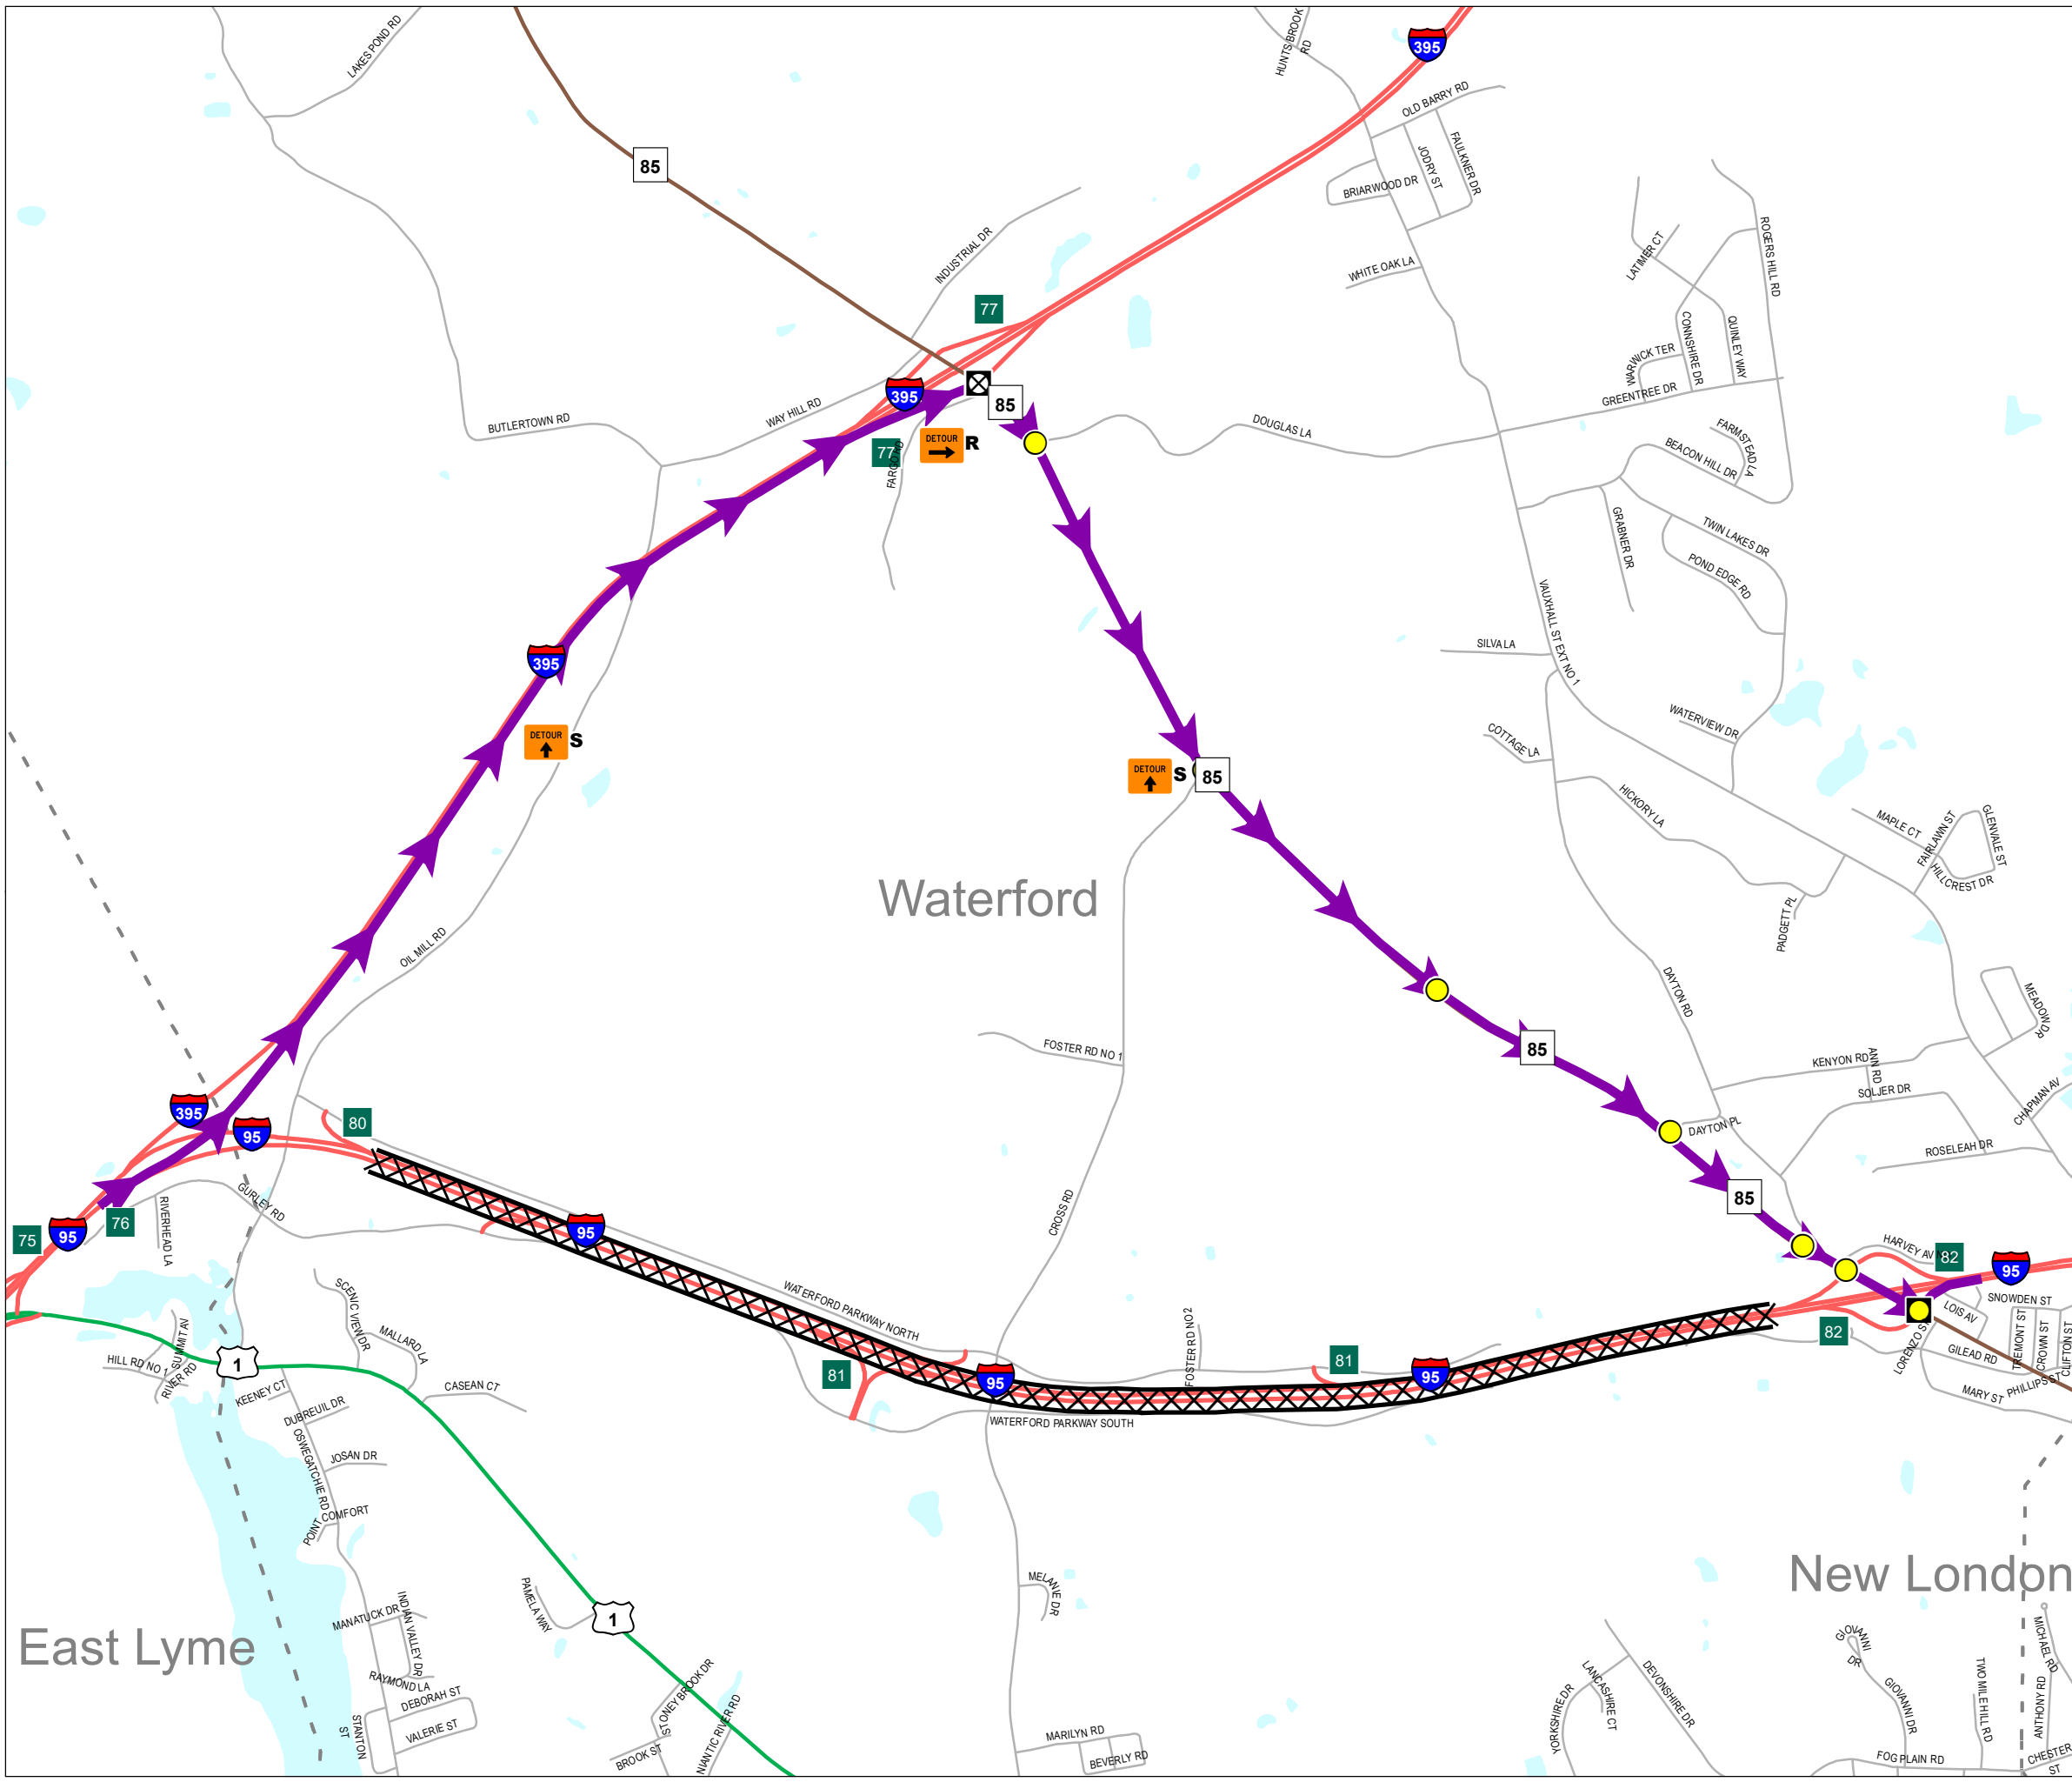 LAKES POND RD
HUNTS BROOK
RD
395
OLD BARRY RD
FAULKNER DR
JODRY ST
BRIARWOOD DR
85
INDUSTRIAL DR
WHITE OAK LA
LATIMER CT
ROGERS HILL RD
77
CONNSHIRE DR
QUINLEY WAY
WARWICK TER
GREENTREE DR
395
85
WAY HILL RD
BUTLERTOWN RD
DETOUR
R
77
FARGO RD
DOUGLAS LA
FARMSTEAD LA
BEACON HILL DR
GRABNER DR
TWIN LAKES DR
POND EDGE RD
VAUXHALL ST EXT NO 1
SILVA LA
395
DETOUR
S
WATERVIEW DR
COTTAGE LA
DETOUR
S
85
HICKORY LA
MAPLE CT
FAIRLAWN ST
GLENVALE ST
HILLCREST DR
Waterford
PADGETT PL
OIL MILL RD
DAYTON RD
MEADOW DR
FOSTER RD NO 1
85
KENYON RD
ANN RD
SOLJER DR
CHAPMAN AV
395
95
80
DAYTON PL
ROSELEAH DR
GURLEY RD
RIVERHEAD LA
76
75
95
95
CROSS RD
85
HARVEY AV
82
95
SCENIC VIEW DR
WATERFORD PARKWAY NORTH
SNOWDEN ST
LOIS AV
TREMONT ST
CROWN ST
CLIFTON ST
SUMMIT AV
MALLARD LA
FOSTER RD NO 2
82
LORENZO ST
GILEAD RD
HILL RD NO 1
RIVER RD
1
81
95
81
95
KEENEY CT
CASEAN CT
MARY ST
PHILLIPS ST
DUBREUIL DR
WATERFORD PARKWAY SOUTH
OSWEGATCHIE RD
JOSAN DR
POINT COMFORT
New London
East Lyme
MANATUCK DR
INDIAN VALLEY DR
PAMELA WAY
1
MELANIE DR
GIOVANNI
DR
MICHAEL RD
RAYMOND LA
DEBORAH ST
VALERIE ST
STANTON
ST
STONEY BROOK DR
BROOK ST
NIANTIC RIVER RD
MARILYN RD
BEVERLY RD
YORKSHIRE DR
LANCASHIRE CT
DEVONSHIRE DR
GIOVANNI DR
TWO MILE HILL RD
ANTHONY RD
FOG PLAIN RD
CHESTER
ST